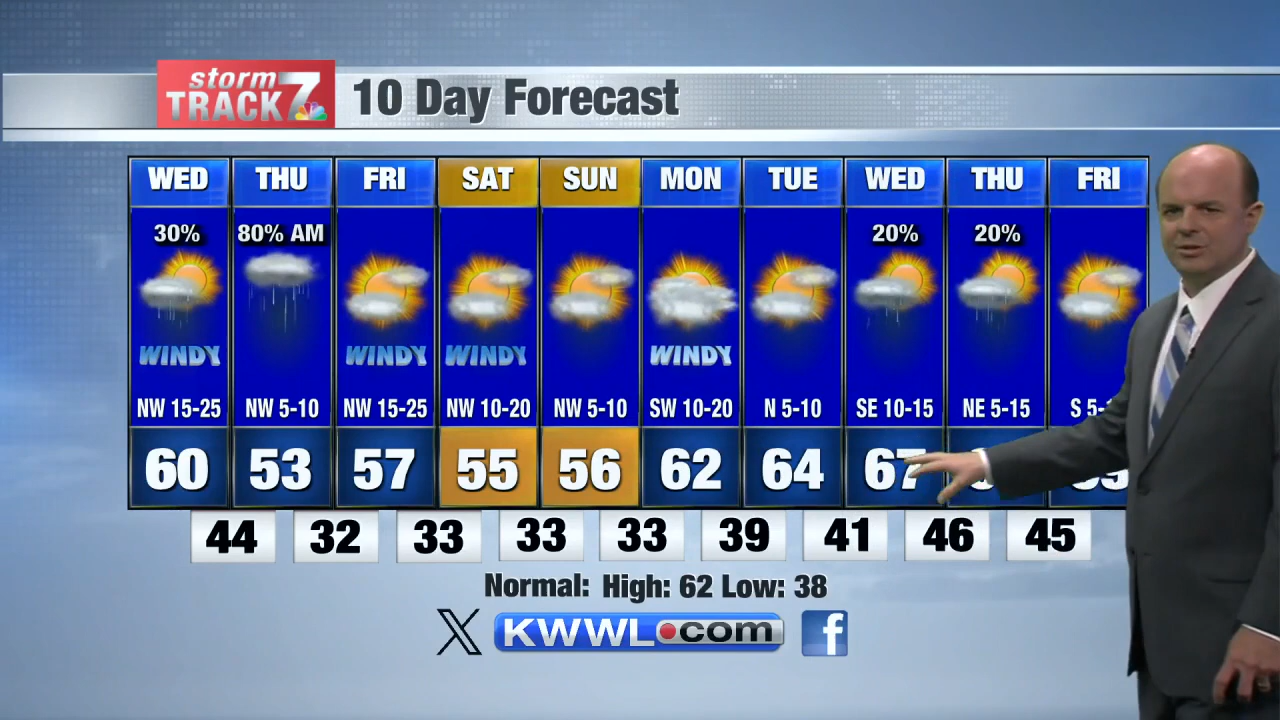 storm
TRACK 7
10 Day Forecast
WED THU FRI SAT SUN MON TUE WED THU FRI
30% 80% AM 20% 20%
WINDY WINDY WINDY WINDY
NW 15-25 NW 5-10 NW 15-25 NW 10-20 NW 5-10 SW 10-20 N 5-10 SE 10-15 NE 5-15 S 5-
60 53 57 55 56 62 64 67
44 32 33 33 33 39 41 46 45
Normal: High: 62 Low: 38
X KWWL.com f